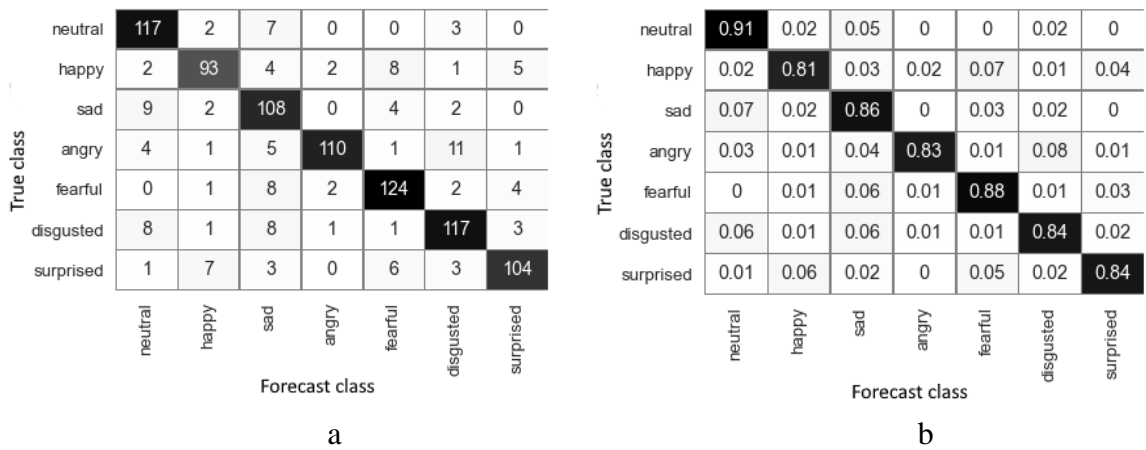 neutral 117 2 7 0 0 3 0
happy 2 93 4 2 8 1 5
sad 9 2 108 0 4 2 0
angry 4 1 5 110 1 11 1
fearful 0 1 8 2 124 2 4
disgusted 8 1 8 1 1 117 3
surprised 1 7 3 0 6 3 104
True class
neutral happy sad angry fearful disgusted surprised
Forecast class
a
neutral 0.91 0.02 0.05 0 0 0.02 0
happy 0.02 0.81 0.03 0.02 0.07 0.01 0.04
sad 0.07 0.02 0.86 0 0.03 0.02 0
angry 0.03 0.01 0.04 0.83 0.01 0.08 0.01
fearful 0 0.01 0.06 0.01 0.88 0.01 0.03
disgusted 0.06 0.01 0.06 0.01 0.01 0.84 0.02
surprised 0.01 0.06 0.02 0 0.05 0.02 0.84
True class
neutral happy sad angry fearful disgusted surprised
Forecast class
b